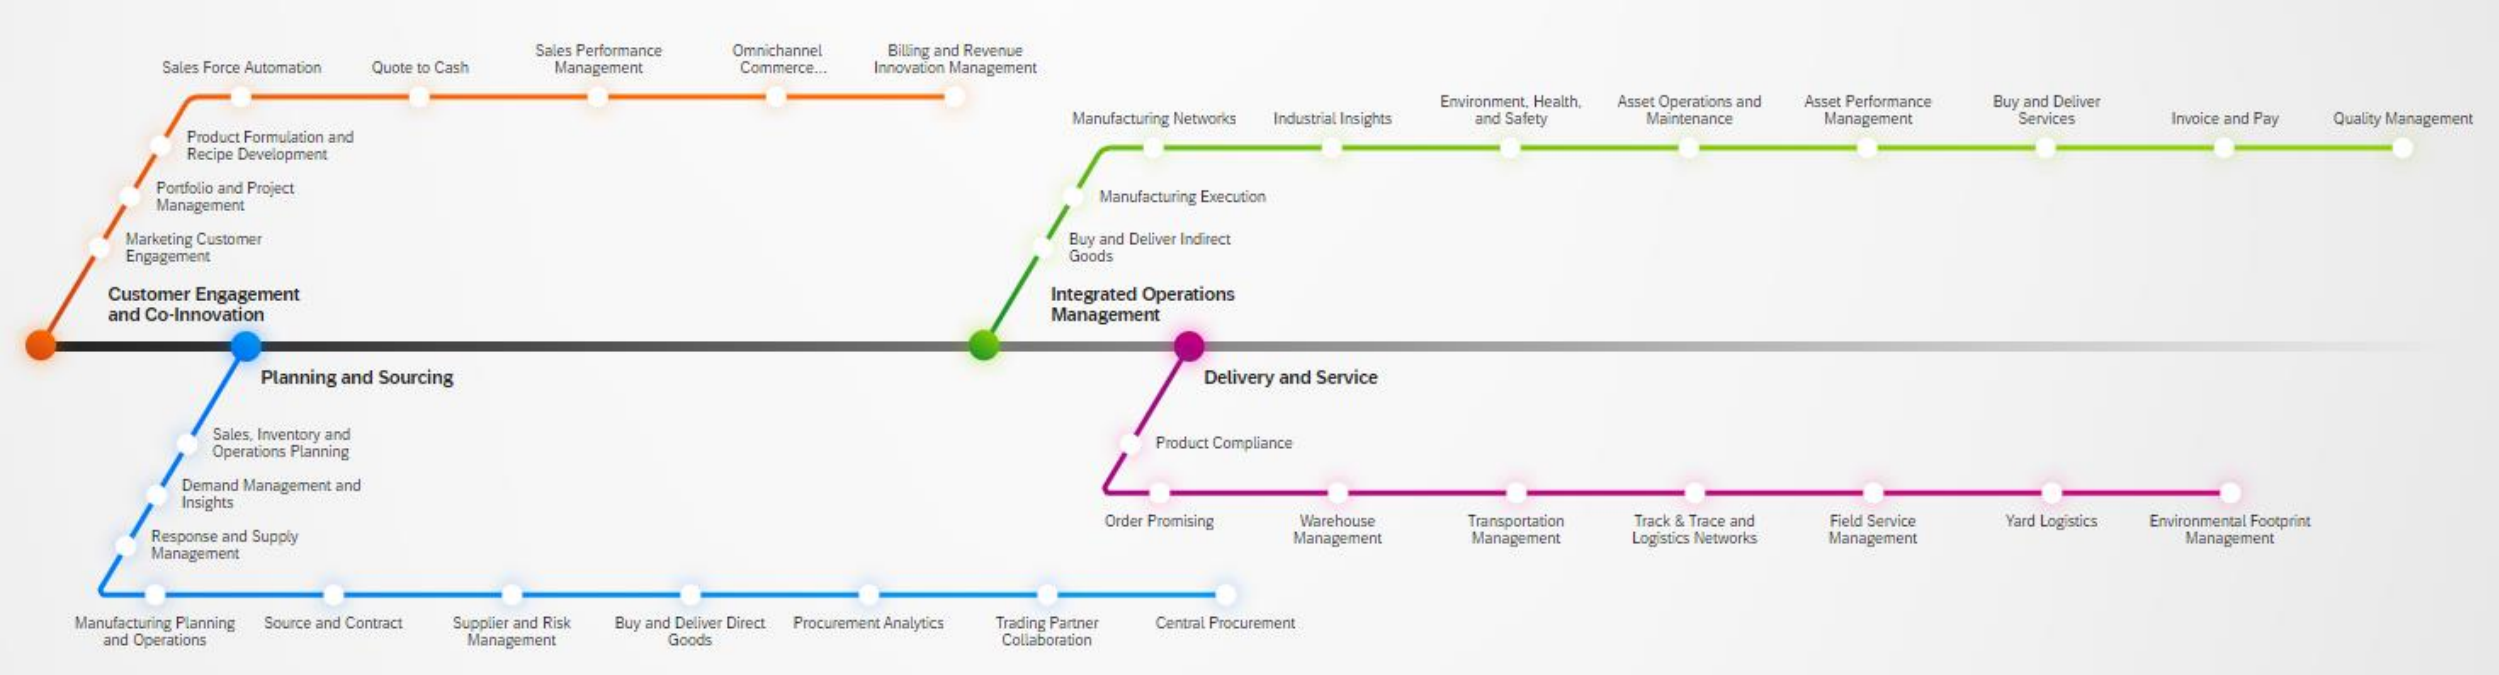 Sales Force Automation
Quote to Cash
Sales Performance
Management
Omnichannel
Commerce...
Billing and Revenue
Innovation Management
Product Formulation and
Recipe Development
Portfolio and Project
Management
Marketing Customer
Engagement
Customer Engagement
and Co-Innovation
Manufacturing Networks
Industrial Insights
Environment, Health,
and Safety
Asset Operations and
Maintenance
Asset Performance
Management
Buy and Deliver
Services
Invoice and Pay
Quality Management
Manufacturing Execution
Buy and Deliver Indirect
Goods
Integrated Operations
Management
Planning and Sourcing
Sales, Inventory and
Operations Planning
Demand Management and
Insights
Response and Supply
Management
Manufacturing Planning
and Operations
Source and Contract
Supplier and Risk
Management
Buy and Deliver Direct
Goods
Procurement Analytics
Trading Partner
Collaboration
Central Procurement
Delivery and Service
Product Compliance
Order Promising
Warehouse
Management
Transportation
Management
Track & Trace and
Logistics Networks
Field Service
Management
Yard Logistics
Environmental Footprint
Management